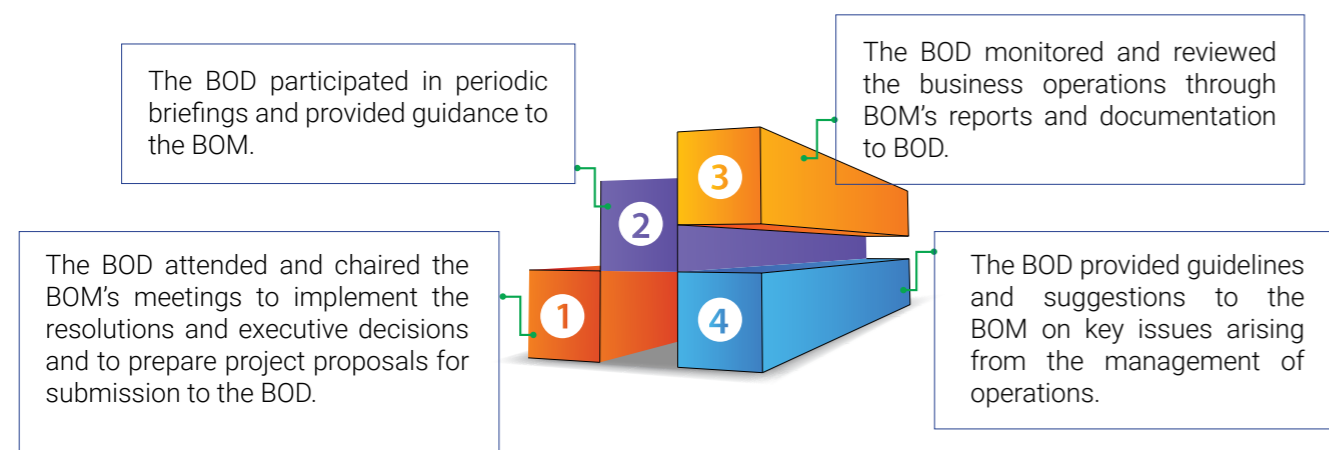 The BOD attended and chaired the
BOM's meetings to implement the
resolutions and executive decisions
and to prepare project proposals for
submission to the BOD.
1
The BOD participated in periodic
briefings and provided guidance to
the BOM.
2
The BOD monitored and reviewed
the business operations through
BOM's reports and documentation
to BOD.
3
The BOD provided guidelines
and suggestions to the
BOM on key issues arising
from the management of
operations.
4